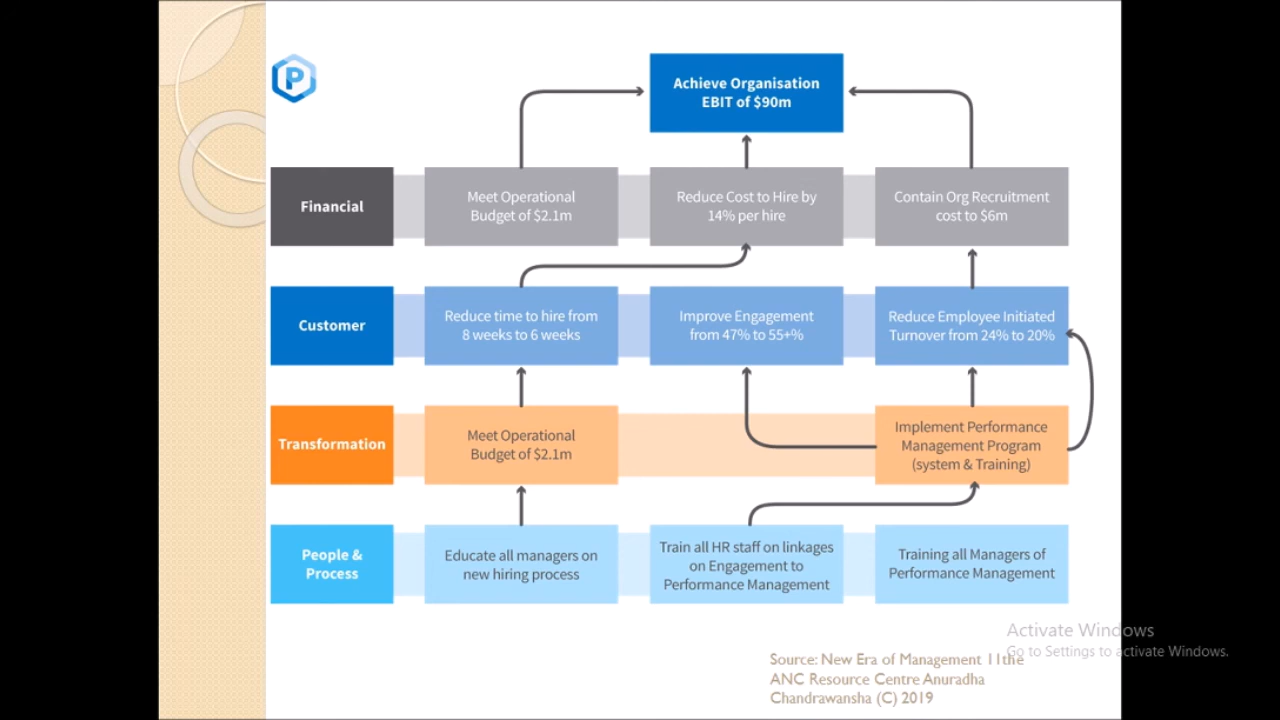 P
Achieve Organisation
EBIT of $90m
Financial
Meet Operational
Budget of $2.1m
Reduce Cost to Hire by
14% per hire
Contain Org Recruitment
cost to $6m
Customer
Reduce time to hire from
8 weeks to 6 weeks
Improve Engagement
from 47% to 55+%
Reduce Employee Initiated
Turnover from 24% to 20%
Transformation
Meet Operational
Budget of $2.1m
Implement Performance
Management Program
(system & Training)
People &
Process
Educate all managers on
new hiring process
Train all HR staff on linkages
on Engagement to
Performance Management
Training all Managers of
Performance Management
Activate Windows
Go to Settings to activate Windows.
Source: New Era of Management 11the
ANC Resource Centre Anuradha
Chandrawansha (C) 2019